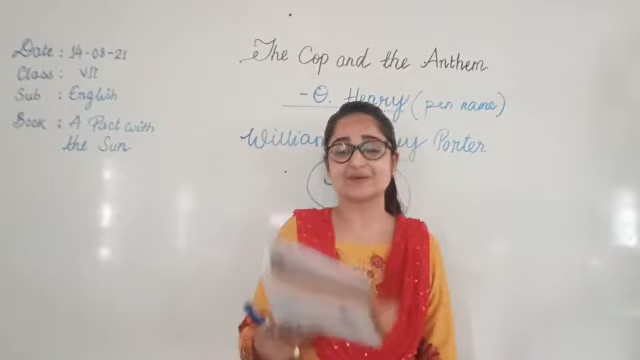 Date : 14-08-21
Class : VII
Sub : English
Book : A Pact with
the Sun
The Cop and the Anthem
- O. Henry (pen name)
William Porter